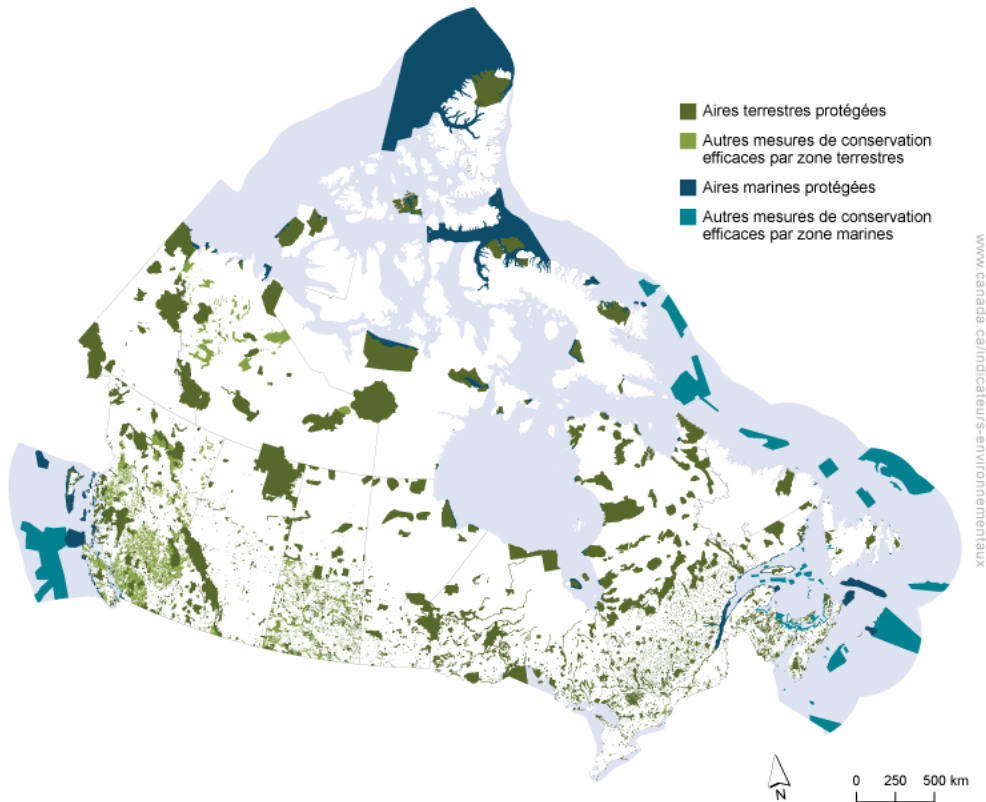 Aires terrestres protégées
Autres mesures de conservation
efficaces par zone terrestres
Aires marines protégées
Autres mesures de conservation
efficaces par zone marines
www.canada.ca/indicateurs-environnementaux
N
0 250 500 km